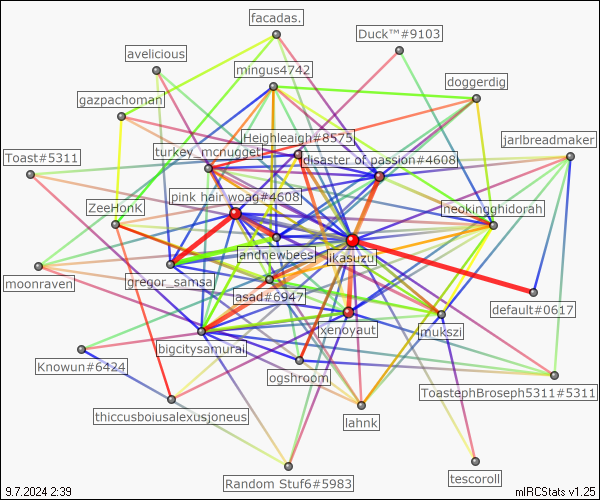 facadas.
Duck™#9103
avelicious
mingus4742
doggerdig
gazpachoman
Heighleigh#8575
jarlbreadmaker
Toast#5311
turkey_mcnugget
disaster of passion#4608
pink hair woag#4608
ZeeHonk
neokingghidorah
andnewbees
ikasuzu
moonraven
gregor_samsa
asad#6947
default#0617
xenoyaut
mukszi
bigcitysamurai
Knowun#6424
ogshroom
ToastephBroseph5311#5311
thiccusboiusalexusjoneus
lahnk
Random Stuf6#5983
tescoroll
9.7.2024 2:39
mIRCStats v1.25